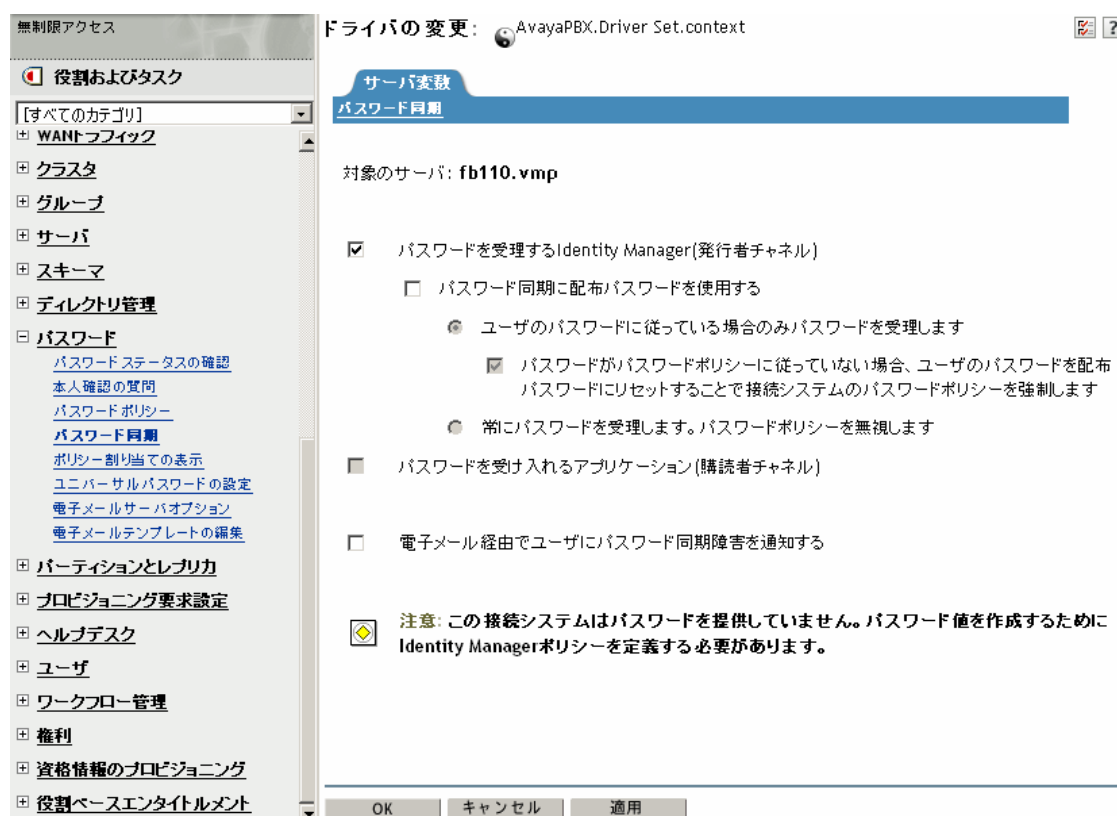 無制限アクセス
役割およびタスク
[すべてのカテゴリ]
WANトラフィック
クラスタ
グループ
サーバ
スキーマ
ディレクトリ管理
パスワード
パスワードステータスの確認
本人確認の質問
パスワードポリシー
パスワード同期
ポリシー割り当ての表示
ユニバーサルパスワードの設定
電子メールサーバオプション
電子メールテンプレートの編集
パーティションとレプリカ
プロビジョニング要求設定
ヘルプデスク
ユーザ
ワークフロー管理
権利
資格情報のプロビジョニング
役割ベースエンタイトルメント
ドライバの変更: AvayaPBX.Driver Set.context
?
サーバ変数
パスワード同期
対象のサーバ: fb110.vmp
パスワードを受理するIdentity Manager(発行者チャネル)
パスワード同期に配布パスワードを使用する
ユーザのパスワードに従っている場合のみパスワードを受理します
パスワードがパスワードポリシーに従っていない場合、ユーザのパスワードを配布
パスワードにリセットすることで接続システムのパスワードポリシーを強制します
常にパスワードを受理します。パスワードポリシーを無視します
パスワードを受け入れるアプリケーション(購読者チャネル)
電子メール経由でユーザにパスワード同期障害を通知する
注意: この接続システムはパスワードを提供していません。パスワード値を作成するために
Identity Managerポリシーを定義する必要があります。
OK キャンセル 適用